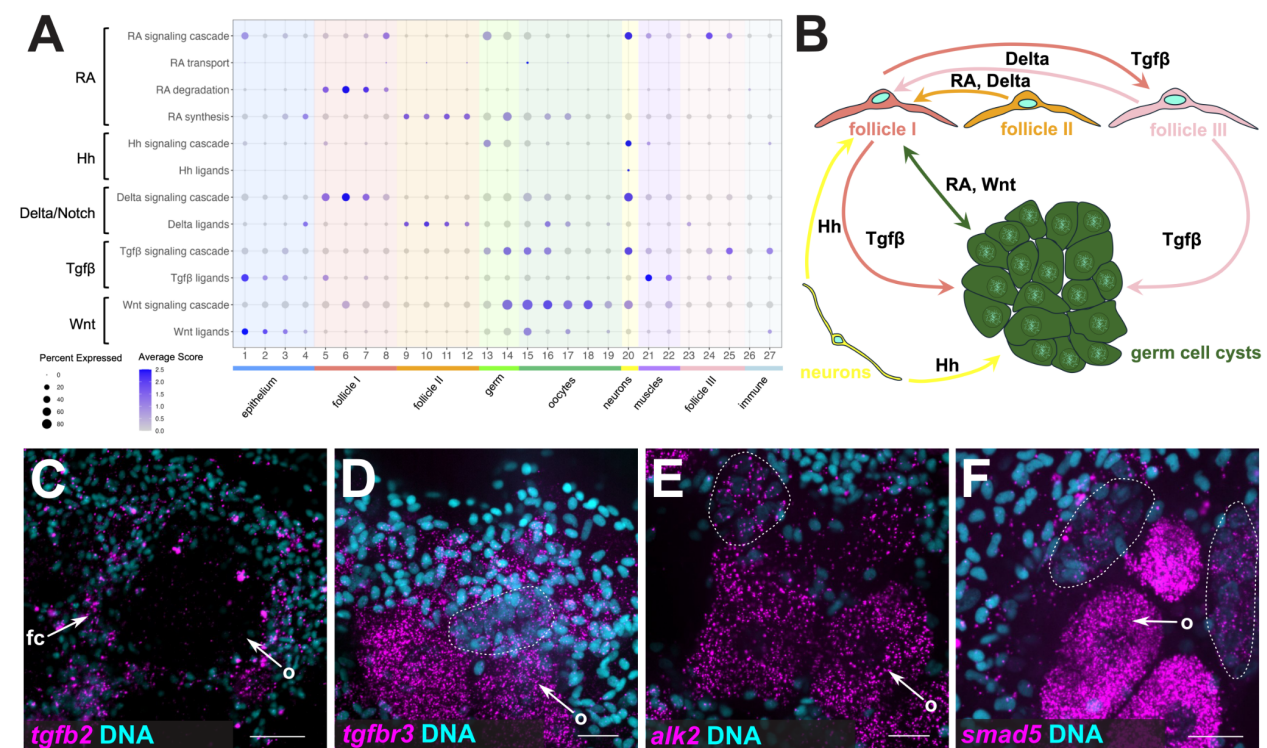 A
RA
Hh
Delta/Notch
Tgfβ
Wnt
RA signaling cascade
RA transport
RA degradation
RA synthesis
Hh signaling cascade
Hh ligands
Delta signaling cascade
Delta ligands
Tgfβ signaling cascade
Tgfβ ligands
Wnt signaling cascade
Wnt ligands
1 2 3 4 5 6 7 8 9 10 11 12 13 14 15 16 17 18 19 20 21 22 23 24 25 26 27
epithelium
follicle I
follicle II
germ
oocytes
neurons
muscles
follicle III
immune
Percent Expressed
0
20
40
60
80
Average Score
2.5
2.0
1.5
1.0
0.5
0.0
B
Delta
Tgfβ
RA, Delta
follicle I
follicle II
follicle III
RA, Wnt
Hh
Tgfβ
Tgfβ
neurons
Hh
germ cell cysts
C
fc
o
tgfb2 DNA
D
o
tgfbr3 DNA
E
o
alk2 DNA
F
o
smad5 DNA